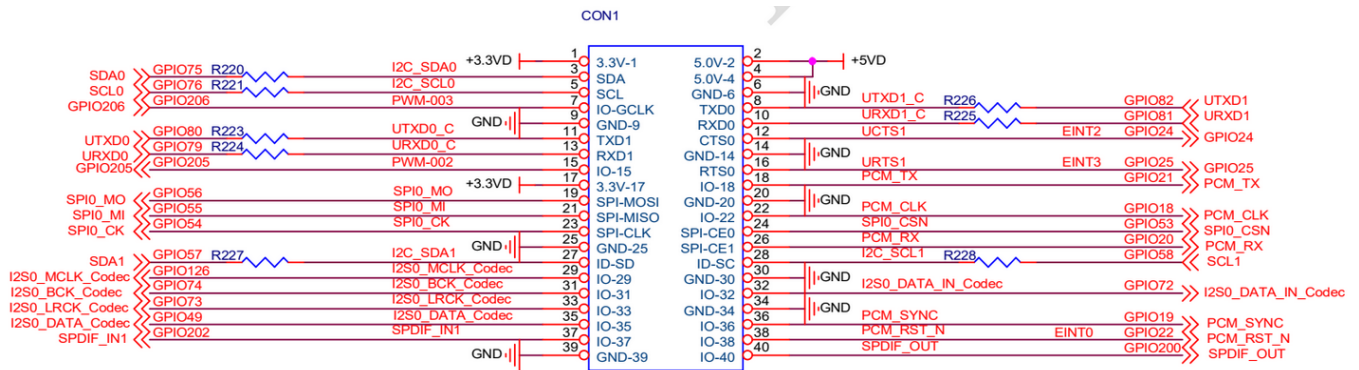 CON1
+3.3VD 1 3.3V-1 5.0V-2 2 +5VD
SDA0 GPIO75 R220 I2C_SDA0 3 SDA 5.0V-4 4
SCL0 GPIO76 R221 I2C_SCL0 5 SCL GND-6 6 GND
GPIO206 GPIO206 PWM-003 7 IO-GCLK TXD0 8 UTXD1_C R226 GPIO82 UTXD1
GND 9 GND-9 RXD0 10 URXD1_C R225 GPIO81 URXD1
UTXD0 GPIO80 R223 UTXD0_C 11 TXD1 CTS0 12 UCTS1 EINT2 GPIO24 GPIO24
URXD0 GPIO79 R224 URXD0_C 13 RXD1 GND-14 14 GND
GPIO205 GPIO205 PWM-002 15 IO-15 RTS0 16 URTS1 EINT3 GPIO25 GPIO25
+3.3VD 17 3.3V-17 IO-18 18 PCM_TX GPIO21 PCM_TX
SPI0_MO GPIO56 SPI0_MO 19 SPI-MOSI GND-20 20 GND
SPI0_MI GPIO55 SPI0_MI 21 SPI-MISO IO-22 22 PCM_CLK GPIO18 PCM_CLK
SPI0_CK GPIO54 SPI0_CK 23 SPI-CLK SPI-CE0 24 SPI0_CSN GPIO53 SPI0_CSN
GND 25 GND-25 SPI-CE1 26 PCM_RX GPIO20 PCM_RX
SDA1 GPIO57 R227 I2C_SDA1 27 ID-SD ID-SC 28 I2C_SCL1 R228 GPIO58 SCL1
I2S0_MCLK_Codec GPIO126 I2S0_MCLK_Codec 29 IO-29 GND-30 30 GND
I2S0_BCK_Codec GPIO74 I2S0_BCK_Codec 31 IO-31 IO-32 32 I2S0_DATA_IN_Codec GPIO72 I2S0_DATA_IN_Codec
I2S0_LRCK_Codec GPIO73 I2S0_LRCK_Codec 33 IO-33 GND-34 34 GND
I2S0_DATA_Codec GPIO49 I2S0_DATA_Codec 35 IO-35 IO-36 36 PCM_SYNC GPIO19 PCM_SYNC
SPDIF_IN1 GPIO202 SPDIF_IN1 37 IO-37 IO-38 38 PCM_RST_N EINT0 GPIO22 PCM_RST_N
GND 39 GND-39 IO-40 40 SPDIF_OUT GPIO200 SPDIF_OUT